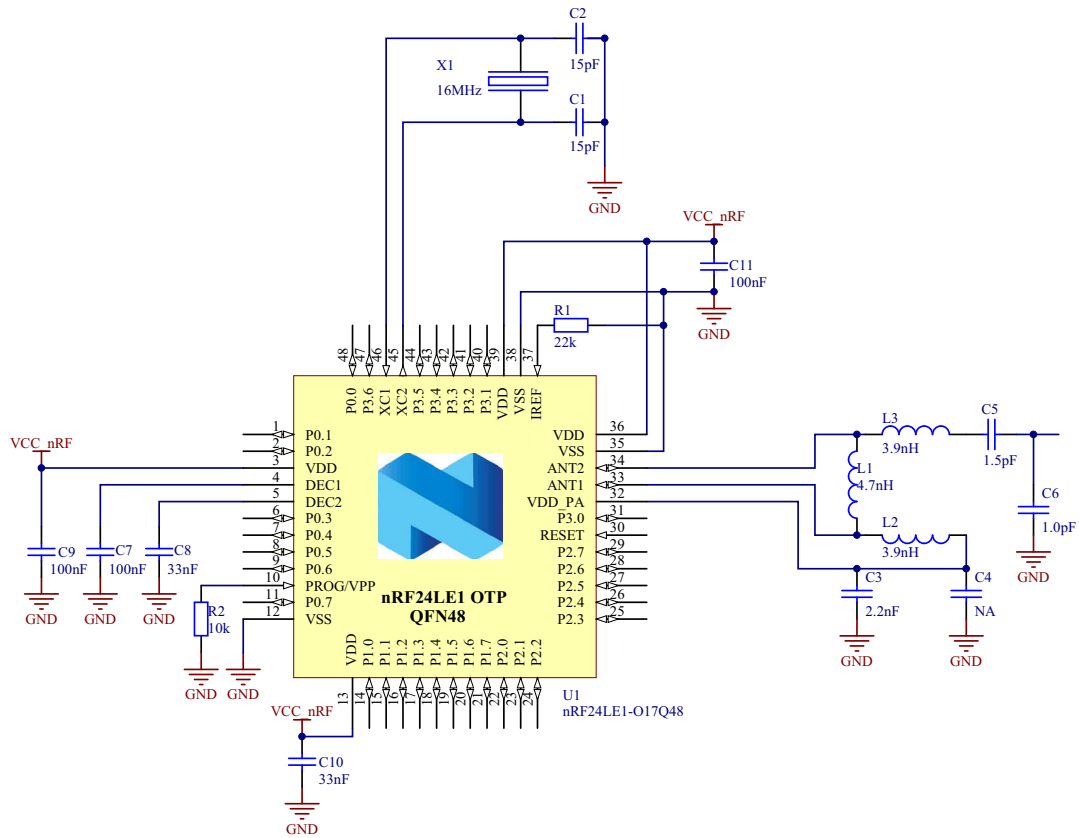 C2
15pF
X1
16MHz
C1
15pF
GND
VCC_nRF
C11
100nF
GND
R1
22k
48 47 46 45 44 43 42 41 40 39 38 37
P0.0 P3.6 XC1 XC2 P3.5 P3.4 P3.3 P3.2 P3.1 VDD VSS IREF
1 P0.1
2 P0.2
3 VDD
4 DEC1
5 DEC2
6 P0.3
7 P0.4
8 P0.5
9 P0.6
10 PROG/VPP
11 P0.7
12 VSS
VDD 36
VSS 35
ANT2 34
ANT1 33
VDD_PA 32
P3.0 31
RESET 30
P2.7 29
P2.6 28
P2.5 27
P2.4 26
P2.3 25
nRF24LE1 OTP
QFN48
VDD P1.0 P1.1 P1.2 P1.3 P1.4 P1.5 P1.6 P1.7 P2.0 P2.1 P2.2
13 14 15 16 17 18 19 20 21 22 23 24
U1
nRF24LE1-O17Q48
VCC_nRF
C9
100nF
GND
C7
100nF
GND
C8
33nF
GND
R2
10k
GND
GND
VCC_nRF
C10
33nF
GND
L3
3.9nH
C5
1.5pF
L1
4.7nH
L2
3.9nH
C6
1.0pF
GND
C3
2.2nF
GND
C4
NA
GND